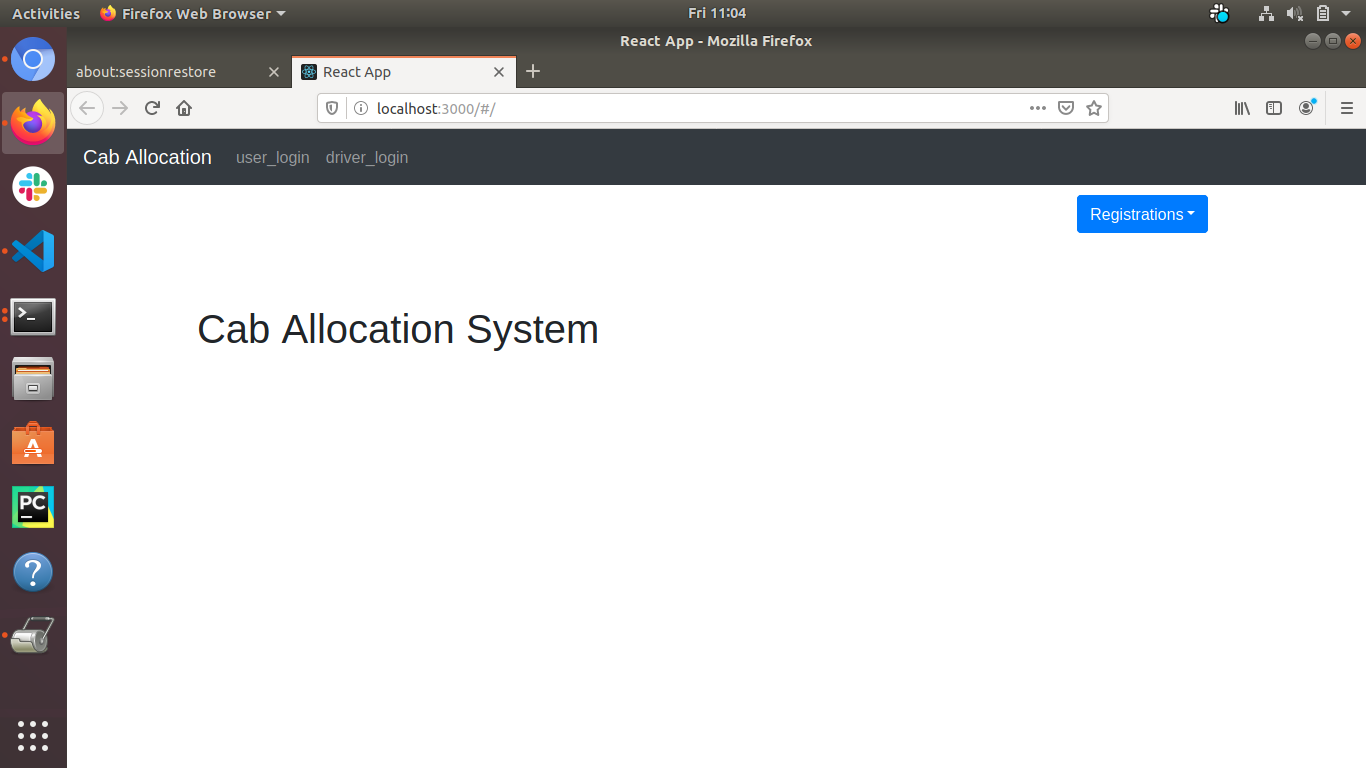 Activities Firefox Web Browser Fri 11:04
React App - Mozilla Firefox
about:sessionrestore React App
localhost:3000/#/
Cab Allocation user_login driver_login
Registrations
Cab Allocation System
PC